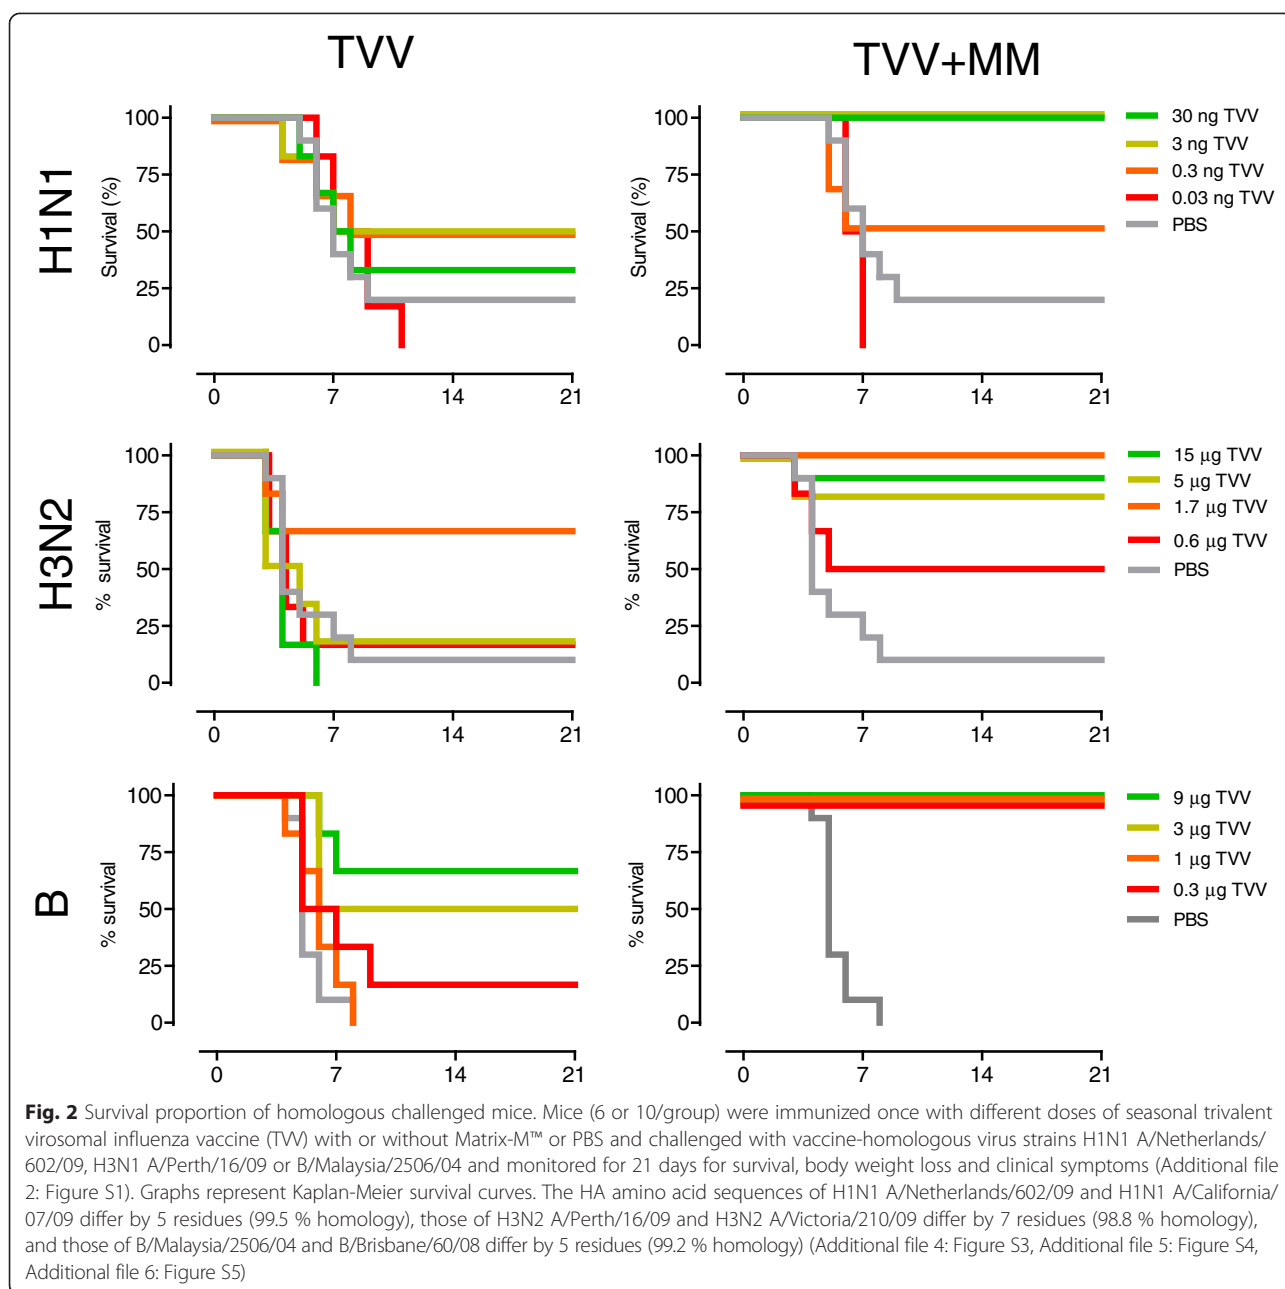 TVV
TVV+MM
H1N1
Survival (%)
100
75
50
25
0
0 7 14 21
Survival (%)
100
75
50
25
0
0 7 14 21
30 ng TVV
3 ng TVV
0.3 ng TVV
0.03 ng TVV
PBS
H3N2
% survival
100
75
50
25
0
0 7 14 21
% survival
100
75
50
25
0
0 7 14 21
15 μg TVV
5 μg TVV
1.7 μg TVV
0.6 μg TVV
PBS
B
% survival
100
75
50
25
0
0 7 14 21
% survival
100
75
50
25
0
0 7 14 21
9 μg TVV
3 μg TVV
1 μg TVV
0.3 μg TVV
PBS
Fig. 2 Survival proportion of homologous challenged mice. Mice (6 or 10/group) were immunized once with different doses of seasonal trivalent
virosomal influenza vaccine (TVV) with or without Matrix-M™ or PBS and challenged with vaccine-homologous virus strains H1N1 A/Netherlands/
602/09, H3N1 A/Perth/16/09 or B/Malaysia/2506/04 and monitored for 21 days for survival, body weight loss and clinical symptoms (Additional file
2: Figure S1). Graphs represent Kaplan-Meier survival curves. The HA amino acid sequences of H1N1 A/Netherlands/602/09 and H1N1 A/California/
07/09 differ by 5 residues (99.5 % homology), those of H3N2 A/Perth/16/09 and H3N2 A/Victoria/210/09 differ by 7 residues (98.8 % homology),
and those of B/Malaysia/2506/04 and B/Brisbane/60/08 differ by 5 residues (99.2 % homology) (Additional file 4: Figure S3, Additional file 5: Figure S4,
Additional file 6: Figure S5)